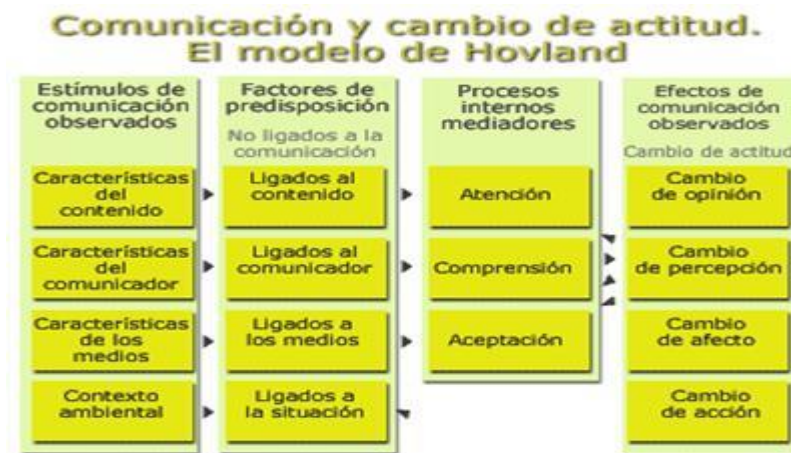 Comunicación y cambio de actitud.
El modelo de Hovland
Estímulos de
comunicación
observados
Características
del
contenido
Características
del
comunicador
Características
de los
medios
Contexto
ambiental
Factores de
predisposición
No ligados a la
comunicación
Ligados al
contenido
Ligados al
comunicador
Ligados a
los medios
Ligados a
la situación
Procesos
internos
mediadores
Atención
Comprensión
Aceptación
Efectos de
comunicación
observados
Cambio de actitud
Cambio
de opinión
Cambio
de percepción
Cambio
de afecto
Cambio
de acción